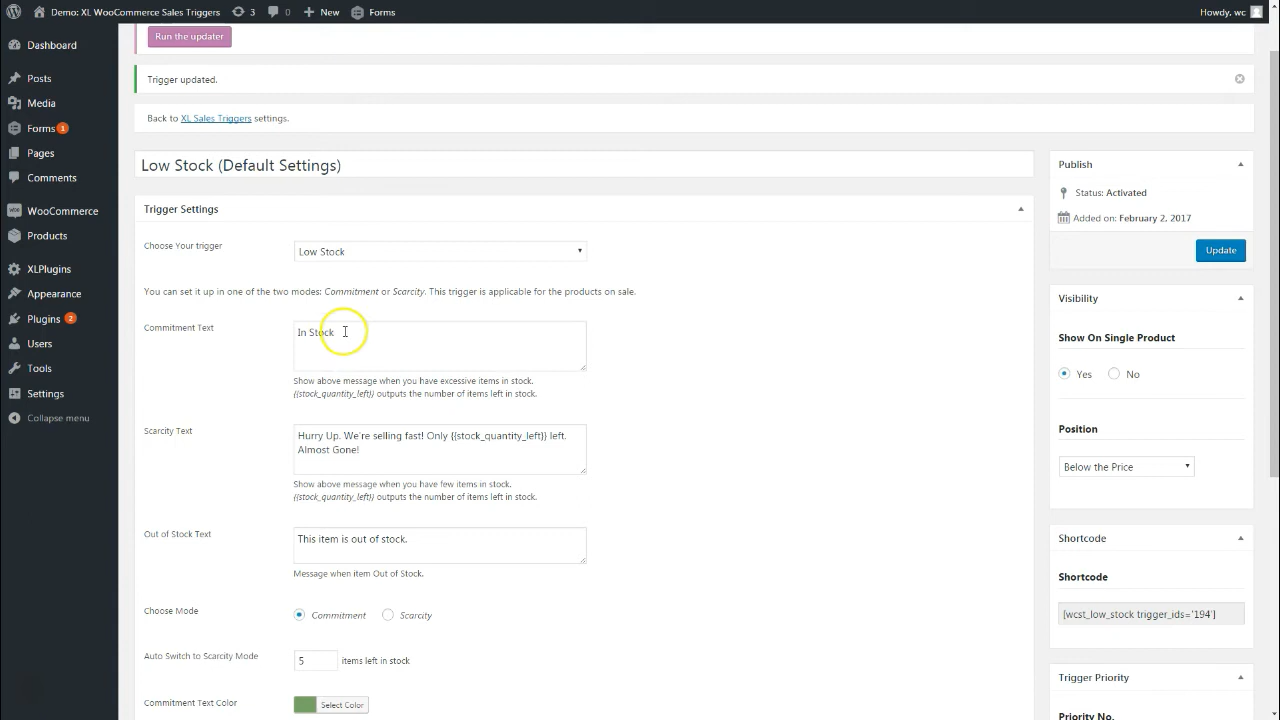 Demo: XL WooCommerce Sales Triggers 3 0 + New Forms Howdy, wc
Dashboard
Posts
Media
Forms 1
Pages
Comments
WooCommerce
Products
XLPlugins
Appearance
Plugins 2
Users
Tools
Settings
Collapse menu
Run the updater
Trigger updated.
Back to XL Sales Triggers settings.
Low Stock (Default Settings)
Trigger Settings
Choose Your trigger
Low Stock
You can set it up in one of the two modes: Commitment or Scarcity. This trigger is applicable for the products on sale.
Commitment Text
In Stock
Show above message when you have excessive items in stock.
{{stock_quantity_left}} outputs the number of items left in stock.
Scarcity Text
Hurry Up. We're selling fast! Only {{stock_quantity_left}} left.
Almost Gone!
Show above message when you have few items in stock.
{{stock_quantity_left}} outputs the number of items left in stock.
Out of Stock Text
This item is out of stock.
Message when item Out of Stock.
Choose Mode
Commitment Scarcity
Auto Switch to Scarcity Mode
5 items left in stock
Commitment Text Color
Select Color
Publish
Status: Activated
Added on: February 2, 2017
Update
Visibility
Show On Single Product
Yes No
Position
Below the Price
Shortcode
Shortcode
[wcst_low_stock trigger_ids='194']
Trigger Priority
Priority No.